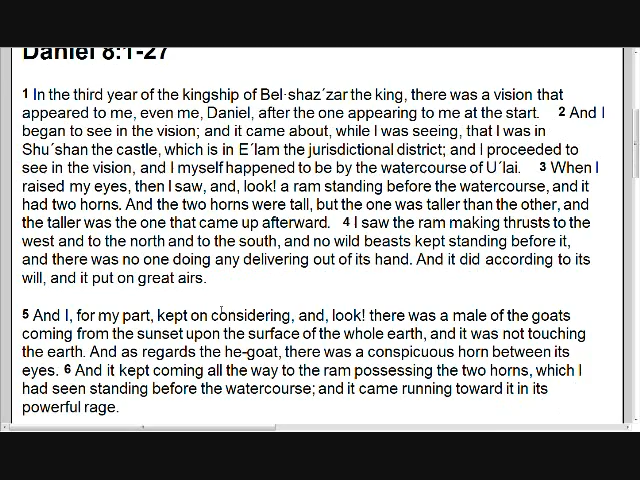 Daniel 8:1-27
1 In the third year of the kingship of Bel·shaz´zar the king, there was a vision that
appeared to me, even me, Daniel, after the one appearing to me at the start. 2 And I
began to see in the vision; and it came about, while I was seeing, that I was in
Shu´shan the castle, which is in E´lam the jurisdictional district; and I proceeded to
see in the vision, and I myself happened to be by the watercourse of U´lai. 3 When I
raised my eyes, then I saw, and, look! a ram standing before the watercourse, and it
had two horns. And the two horns were tall, but the one was taller than the other, and
the taller was the one that came up afterward. 4 I saw the ram making thrusts to the
west and to the north and to the south, and no wild beasts kept standing before it,
and there was no one doing any delivering out of its hand. And it did according to its
will, and it put on great airs.
5 And I, for my part, kept on considering, and, look! there was a male of the goats
coming from the sunset upon the surface of the whole earth, and it was not touching
the earth. And as regards the he-goat, there was a conspicuous horn between its
eyes. 6 And it kept coming all the way to the ram possessing the two horns, which I
had seen standing before the watercourse; and it came running toward it in its
powerful rage.